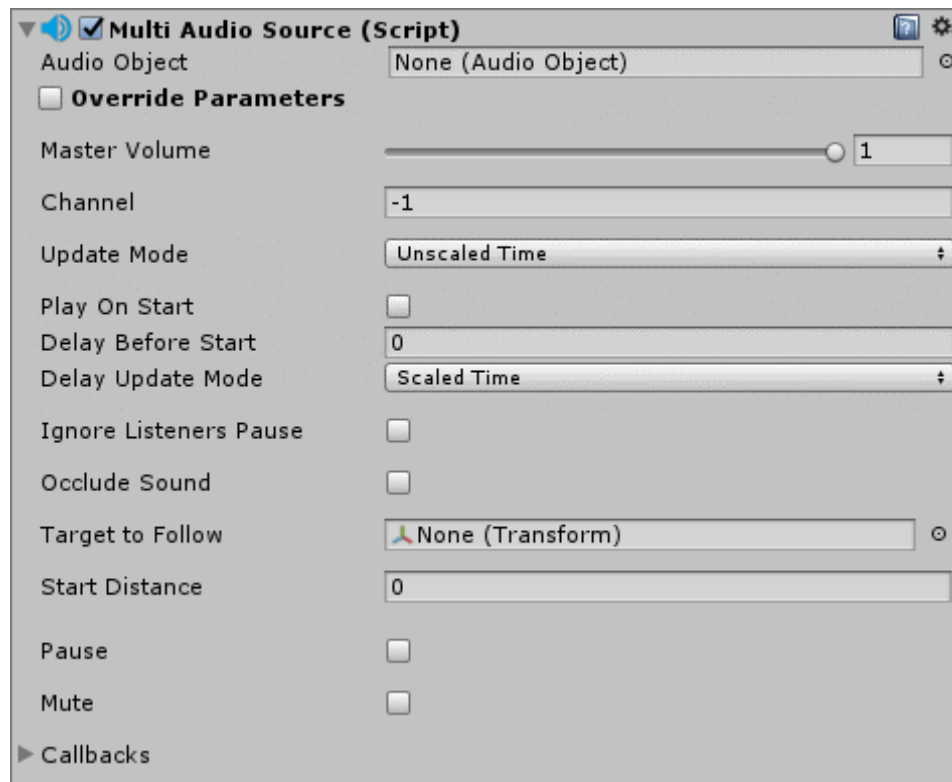 Multi Audio Source (Script)
Audio Object None (Audio Object)
Override Parameters
Master Volume 1
Channel -1
Update Mode Unscaled Time
Play On Start
Delay Before Start 0
Delay Update Mode Scaled Time
Ignore Listeners Pause
Occlude Sound
Target to Follow None (Transform)
Start Distance 0
Pause
Mute
Callbacks